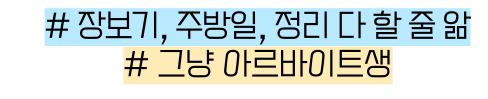 # 장보기, 주방일, 정리 다 할 줄 앎
# 그냥 아르바이트생